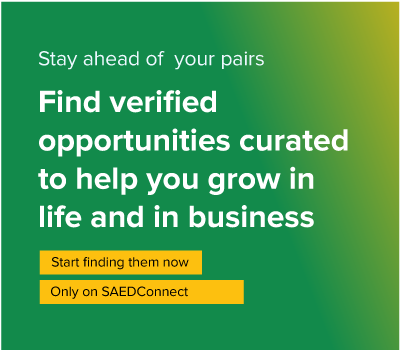 Stay ahead of  your pairs
Find verified
opportunities curated
to help you grow in
life and in business
Start finding them now
Only on SAEDConnect